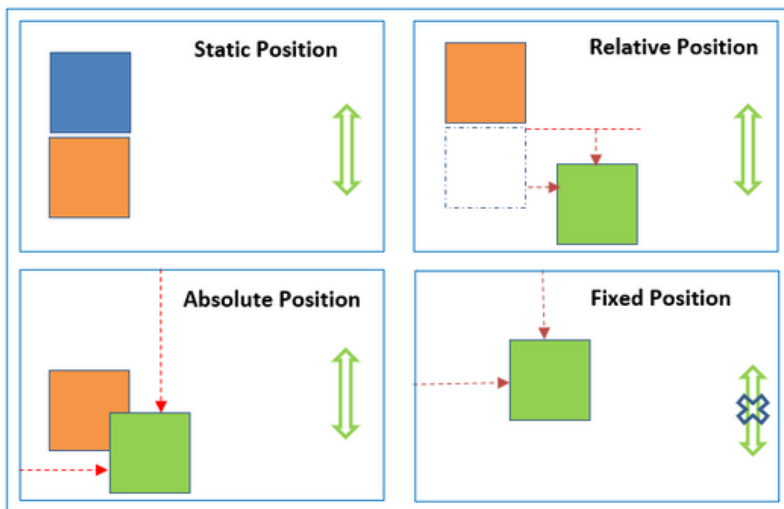 Static Position
Relative Position
Absolute Position
Fixed Position